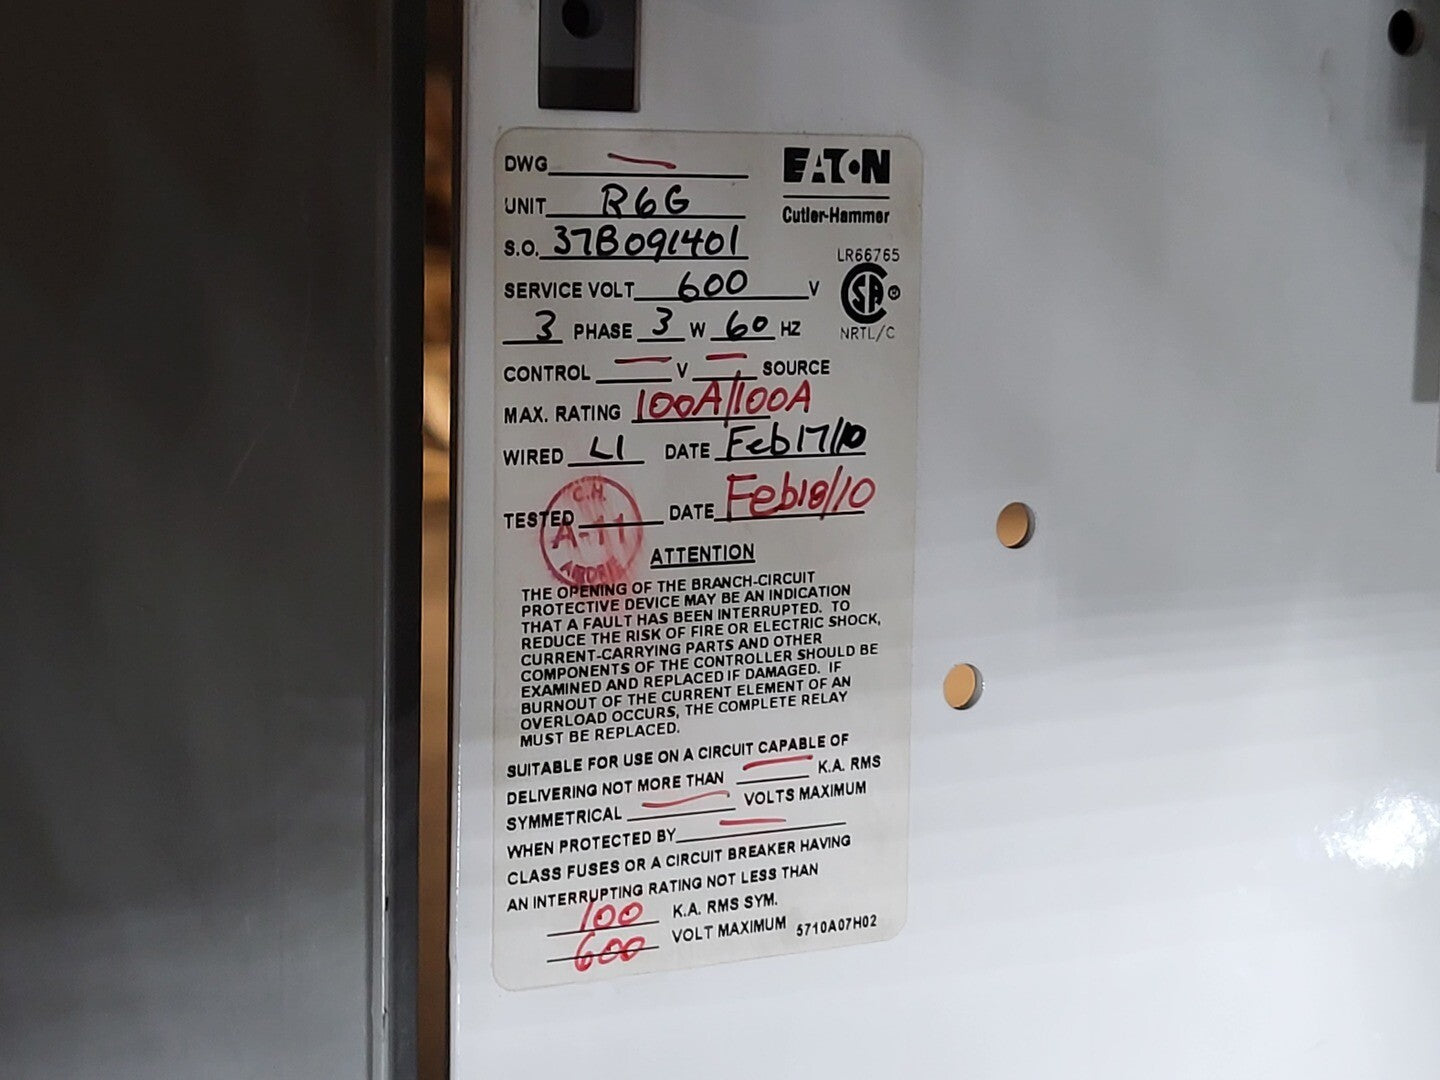 DWG
EATON
UNIT R6G
Cutler-Hammer
S.O. 37B091401
LR66765
SERVICE VOLT 600 V
CSA ®
3 PHASE 3 W 60 HZ
NRTL/C
CONTROL — V — SOURCE
MAX. RATING 100A/100A
WIRED L1 DATE Feb 17/10
C.H.
TESTED DATE Feb 18/10
A-11
ATTENTION
THE OPENING OF THE BRANCH-CIRCUIT
PROTECTIVE DEVICE MAY BE AN INDICATION
THAT A FAULT HAS BEEN INTERRUPTED. TO
REDUCE THE RISK OF FIRE OR ELECTRIC SHOCK,
CURRENT-CARRYING PARTS AND OTHER
COMPONENTS OF THE CONTROLLER SHOULD BE
EXAMINED AND REPLACED IF DAMAGED. IF
BURNOUT OF THE CURRENT ELEMENT OF AN
OVERLOAD OCCURS, THE COMPLETE RELAY
MUST BE REPLACED.
SUITABLE FOR USE ON A CIRCUIT CAPABLE OF
DELIVERING NOT MORE THAN — K.A. RMS
SYMMETRICAL — VOLTS MAXIMUM
WHEN PROTECTED BY —
CLASS FUSES OR A CIRCUIT BREAKER HAVING
AN INTERRUPTING RATING NOT LESS THAN
100 K.A. RMS SYM.
600 VOLT MAXIMUM 5710A07H02